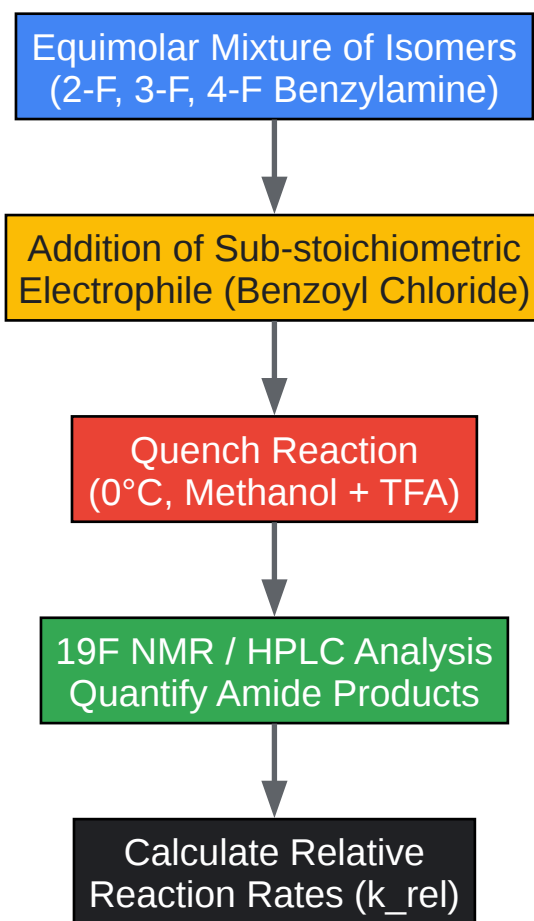 Equimolar Mixture of Isomers
(2-F, 3-F, 4-F Benzylamine)
Addition of Sub-stoichiometric
Electrophile (Benzoyl Chloride)
Quench Reaction
(0°C, Methanol + TFA)
19F NMR / HPLC Analysis
Quantify Amide Products
Calculate Relative
Reaction Rates (k_rel)